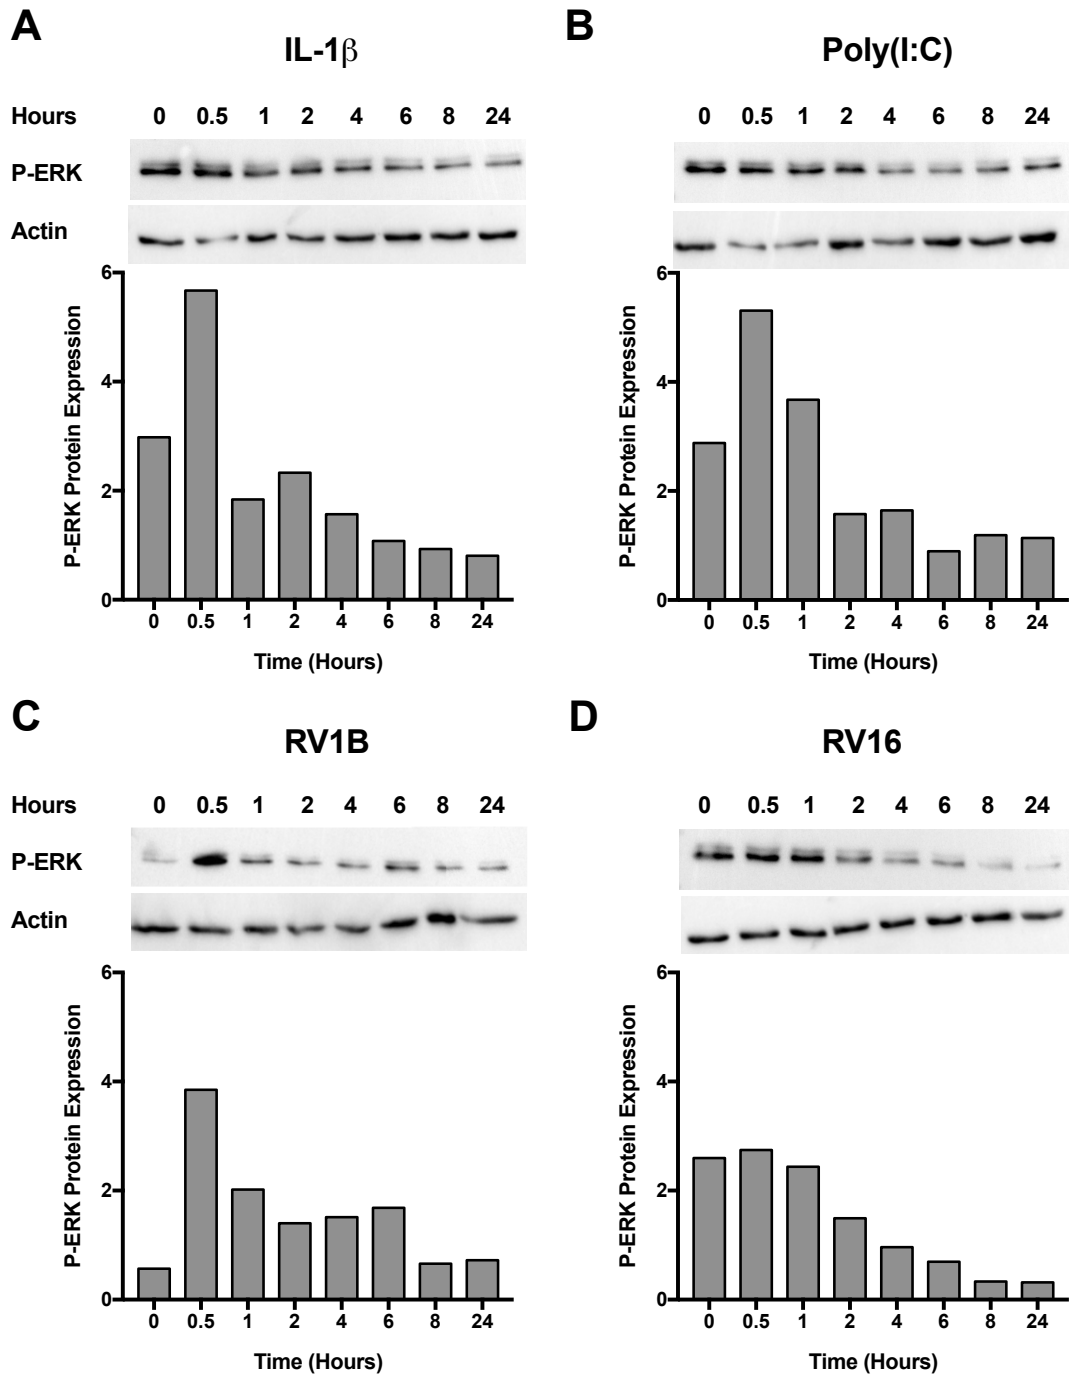 A
IL-1β
Hours 0 0.5 1 2 4 6 8 24
P-ERK
Actin
6
4
2
0
P-ERK Protein Expression
0 0.5 1 2 4 6 8 24
Time (Hours)
B
Poly(I:C)
0 0.5 1 2 4 6 8 24
6
4
2
0
P-ERK Protein Expression
0 0.5 1 2 4 6 8 24
Time (Hours)
C
RV1B
Hours 0 0.5 1 2 4 6 8 24
P-ERK
Actin
6
4
2
0
P-ERK Protein Expression
0 0.5 1 2 4 6 8 24
Time (Hours)
D
RV16
0 0.5 1 2 4 6 8 24
6
4
2
0
P-ERK Protein Expression
0 0.5 1 2 4 6 8 24
Time (Hours)